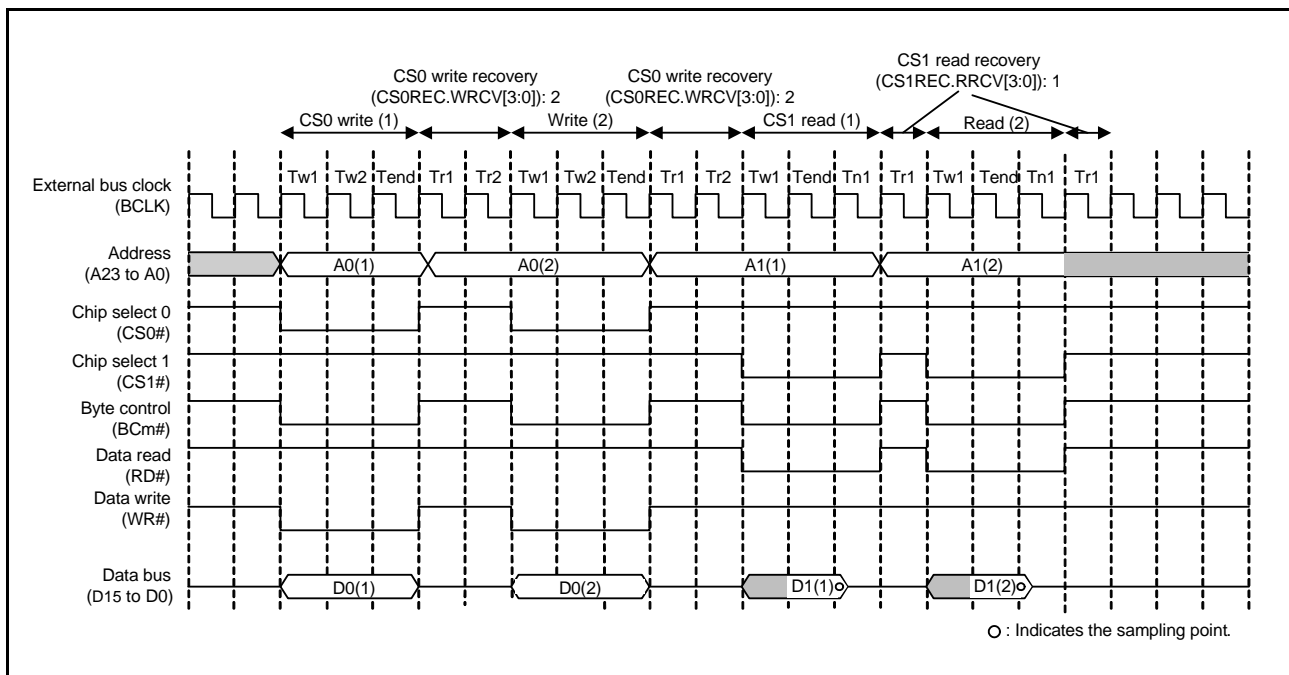 CS1 read recovery
(CS1REC.RRCV[3:0]): 1
CS0 write recovery
(CS0REC.WRCV[3:0]): 2
CS0 write recovery
(CS0REC.WRCV[3:0]): 2
CS0 write (1)
Write (2)
CS1 read (1)
Read (2)
Tw1 Tw2 Tend Tr1 Tr2 Tw1 Tw2 Tend Tr1 Tr2 Tw1 Tend Tn1 Tr1 Tw1 Tend Tn1 Tr1
External bus clock
(BCLK)
Address
(A23 to A0)
A0(1) A0(2) A1(1) A1(2)
Chip select 0
(CS0#)
Chip select 1
(CS1#)
Byte control
(BCm#)
Data read
(RD#)
Data write
(WR#)
Data bus
(D15 to D0)
D0(1) D0(2) D1(1) D1(2)
: Indicates the sampling point.